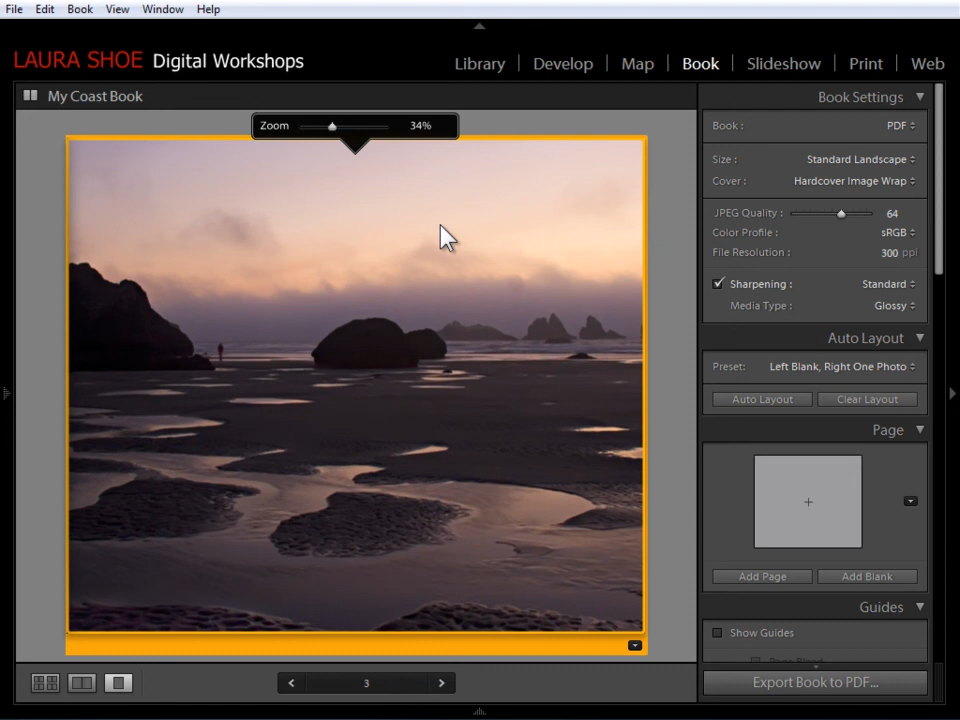 File Edit Book View Window Help
LAURA SHOE Digital Workshops
Library Develop Map Book Slideshow Print Web
My Coast Book
Zoom 34%
Book Settings
Book : PDF
Size : Standard Landscape
Cover : Hardcover Image Wrap
JPEG Quality : 64
Color Profile : sRGB
File Resolution : 300 ppi
Sharpening : Standard
Media Type : Glossy
Auto Layout
Preset: Left Blank, Right One Photo
Auto Layout Clear Layout
Page
Add Page Add Blank
Guides
Show Guides
3
Export Book to PDF...